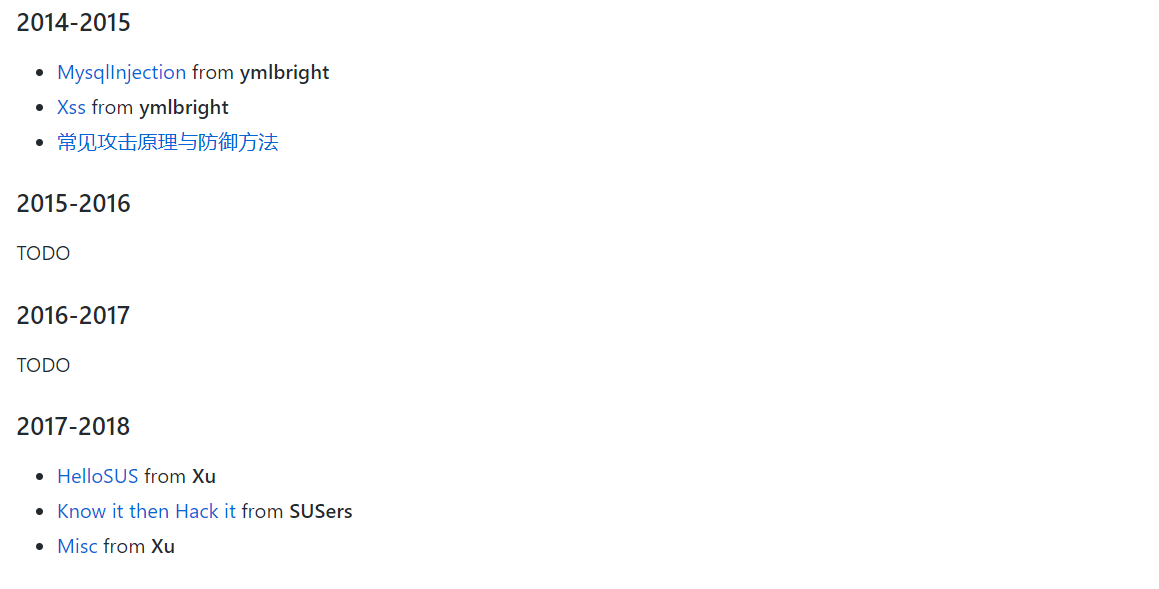 2014-2015
MysqlInjection from ymlbright
Xss from ymlbright
常见攻击原理与防御方法
2015-2016
TODO
2016-2017
TODO
2017-2018
HelloSUS from Xu
Know it then Hack it from SUSers
Misc from Xu